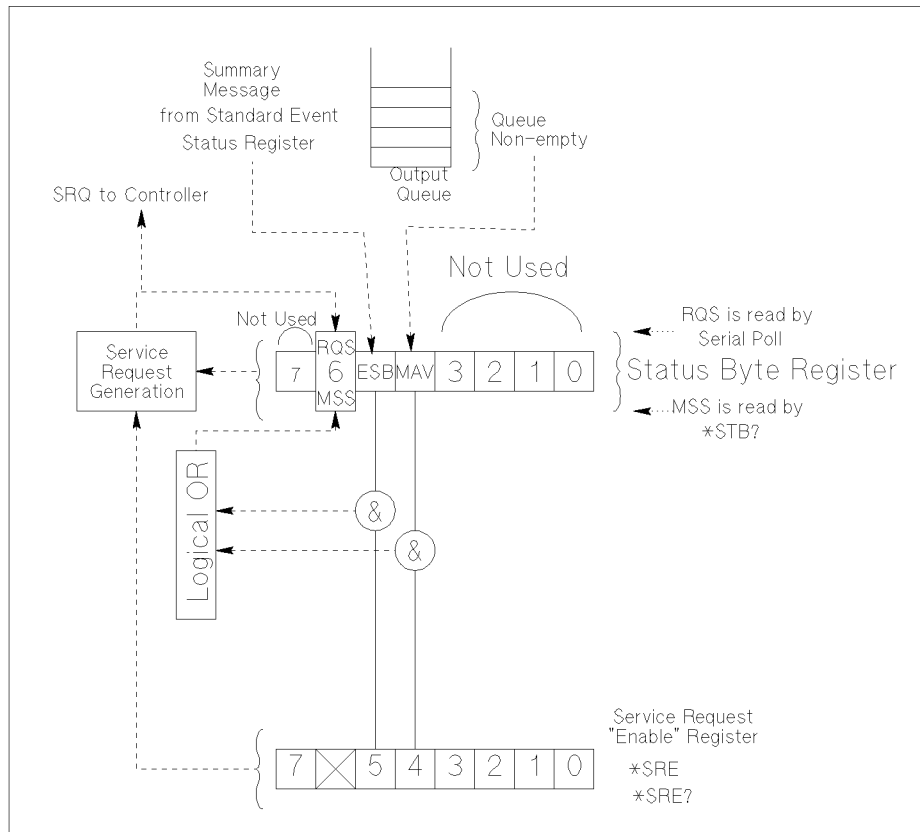 Summary
Message
from Standard Event
Status Register
Queue
Non-empty
Output
Queue
SRQ to Controller
Not Used
Not Used
RQS is read by
Serial Poll
Service
Request
Generation
7
RQS
6
MSS
ESB
MAV
3
2
1
0
Status Byte Register
MSS is read by
*STB?
Logical OR
&
&
Service Request
"Enable" Register
*SRE
*SRE?
7
5
4
3
2
1
0